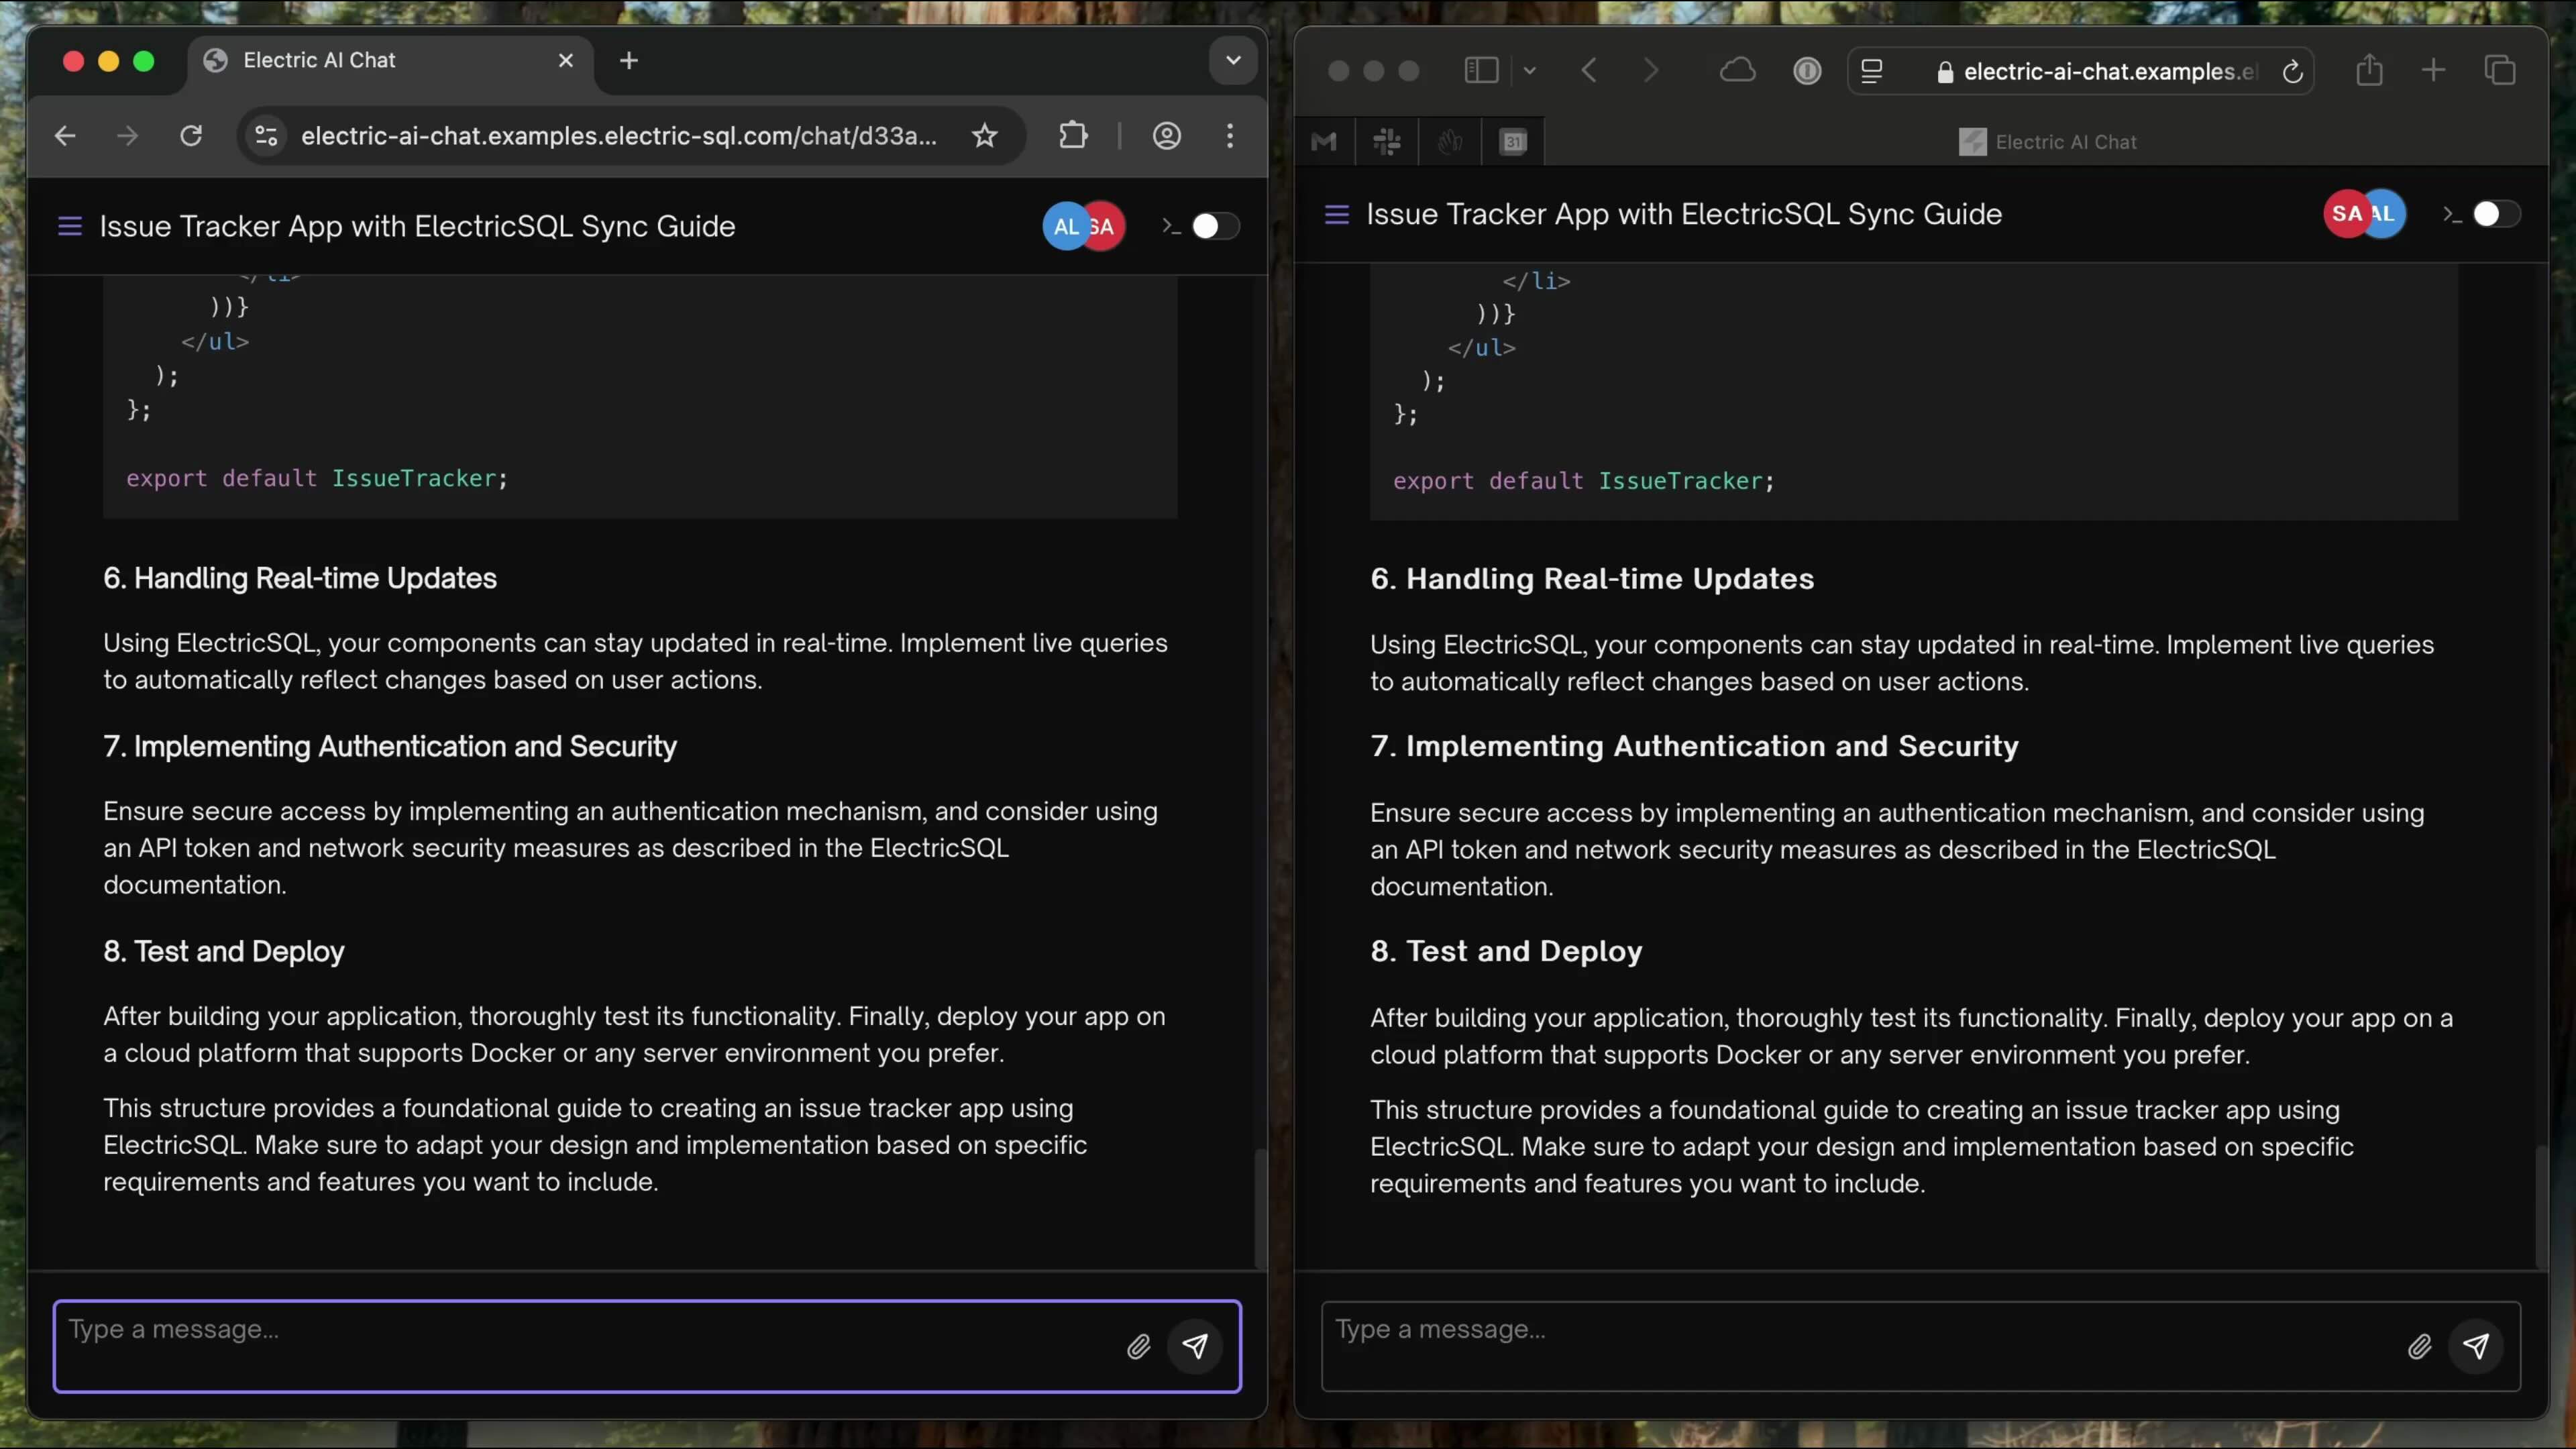 Electric AI Chat
electric-ai-chat.examples.electric-sql.com/chat/d33a...
Issue Tracker App with ElectricSQL Sync Guide
AL
SA
>_
</li>
))}
</ul>
);
};
export default IssueTracker;
6. Handling Real-time Updates
Using ElectricSQL, your components can stay updated in real-time. Implement live queries
to automatically reflect changes based on user actions.
7. Implementing Authentication and Security
Ensure secure access by implementing an authentication mechanism, and consider using
an API token and network security measures as described in the ElectricSQL
documentation.
8. Test and Deploy
After building your application, thoroughly test its functionality. Finally, deploy your app on
a cloud platform that supports Docker or any server environment you prefer.
This structure provides a foundational guide to creating an issue tracker app using
ElectricSQL. Make sure to adapt your design and implementation based on specific
requirements and features you want to include.
Type a message...
electric-ai-chat.examples.el
31
Electric AI Chat
Issue Tracker App with ElectricSQL Sync Guide
SA
AL
>_
</li>
))}
</ul>
);
};
export default IssueTracker;
6. Handling Real-time Updates
Using ElectricSQL, your components can stay updated in real-time. Implement live queries
to automatically reflect changes based on user actions.
7. Implementing Authentication and Security
Ensure secure access by implementing an authentication mechanism, and consider using
an API token and network security measures as described in the ElectricSQL
documentation.
8. Test and Deploy
After building your application, thoroughly test its functionality. Finally, deploy your app on a
cloud platform that supports Docker or any server environment you prefer.
This structure provides a foundational guide to creating an issue tracker app using
ElectricSQL. Make sure to adapt your design and implementation based on specific
requirements and features you want to include.
Type a message...